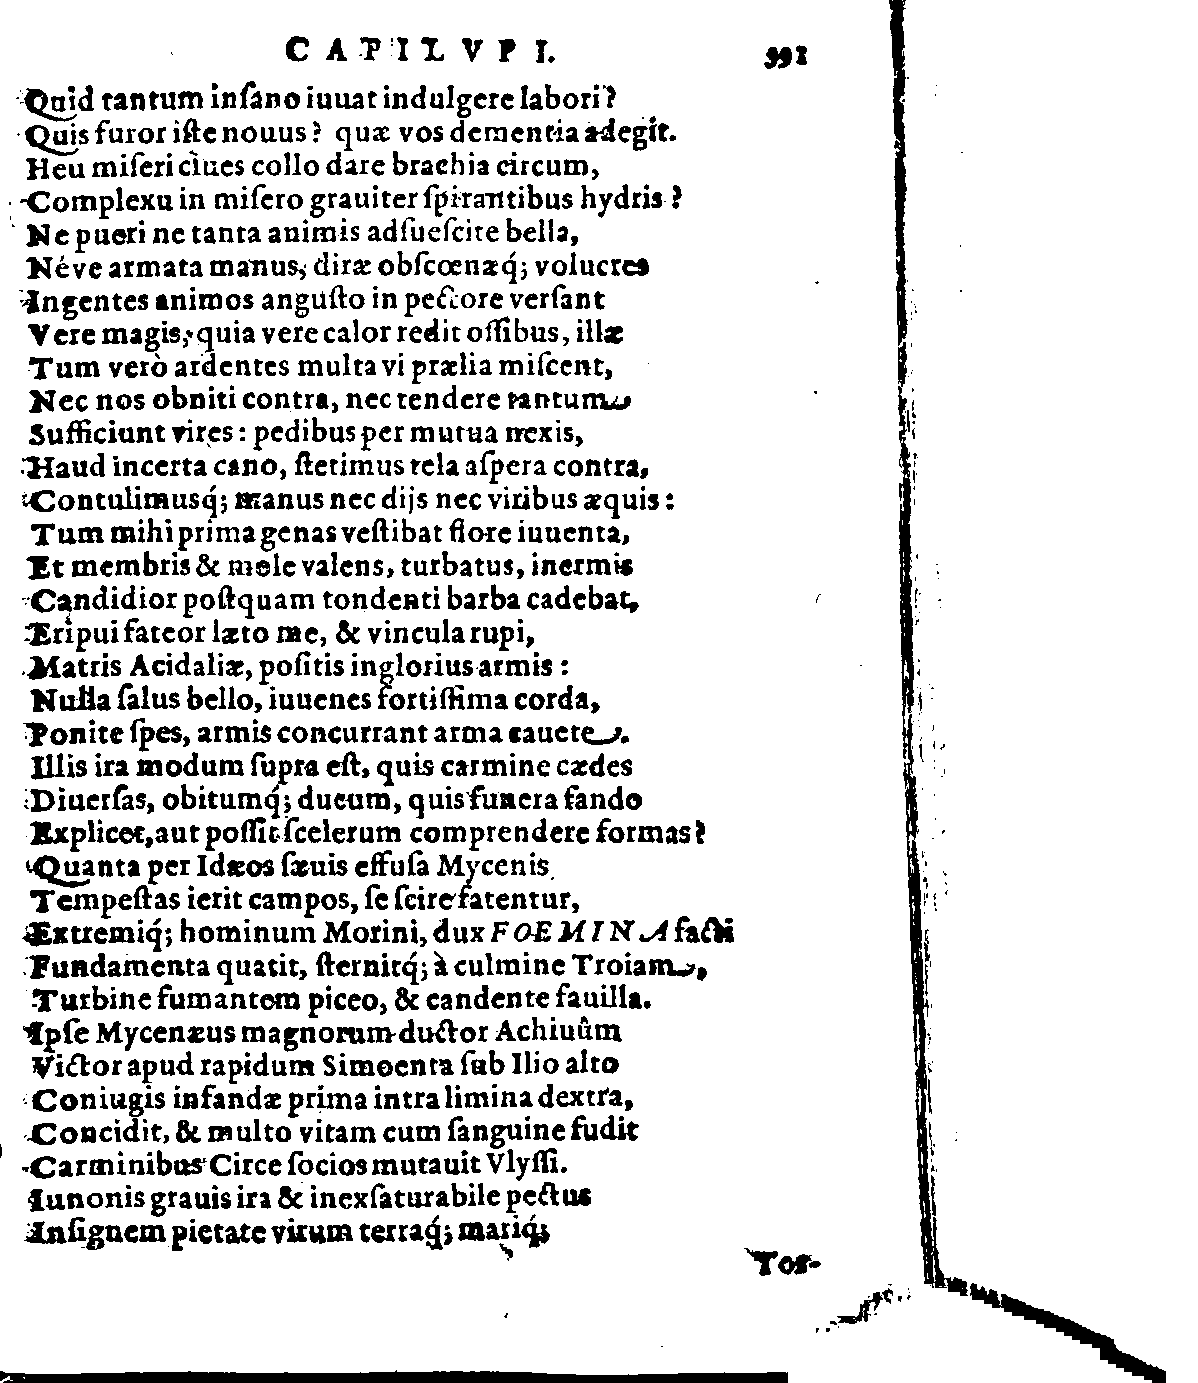 CAPILVPI. 391
Quid tantum insano iuuat indulgere labori?
Quis furor iste nouus? quæ vos dementia adegit.
Heu miseri ciues collo dare brachia circum,
Complexu in misero grauiter spirantibus hydris?
Ne pueri ne tanta animis adsuescite bella,
Néve armata manus, diræ obscœnæq́; volucres
Ingentes animos angusto in pectore versant
Vere magis, quia vere calor redit ossibus, illæ
Tum verò ardentes multa vi prælia miscent,
Nec nos obniti contra, nec tendere tantum
Sufficiunt vires: pedibus per mutua nexis,
Haud incerta cano, stetimus tela aspera contra,
Contulimusq́; manus nec dijs nec viribus æquis:
Tum mihi prima genas vestibat flore iuuenta,
Et membris & mole valens, turbatus, inermis
Candidior postquam tondenti barba cadebat,
Eripui fateor læto me, & vincula rupi,
Matris Acidaliæ, positis inglorius armis:
Nulla salus bello, iuuenes fortissima corda,
Ponite spes, armis concurrant arma cauete.
Illis ira modum supra est, quis carmine cædes
Diuersas, obitumq́; ducum, quis funera fando
Explicet, aut possit scelerum comprendere formas?
Quanta per Idæos sæuis effusa Mycenis
Tempestas ierit campos, se scire fatentur,
Extremiq́; hominum Morini, dux FOEMINA facti
Fundamenta quatit, sternitq́; à culmine Troiam,
Turbine fumantem piceo, & candente fauilla.
Ipse Mycenæus magnorum ductor Achiuûm
Victor apud rapidum Simoenta sub Ilio alto
Coniugis infandæ prima intra limina dextra,
Concidit, & multo vitam cum sanguine fudit
Carminibus Circe socios mutauit Vlyssi.
Iunonis grauis ira & inexsaturabile pectus
Insignem pietate virum terraq́; mariq́;
Tor-